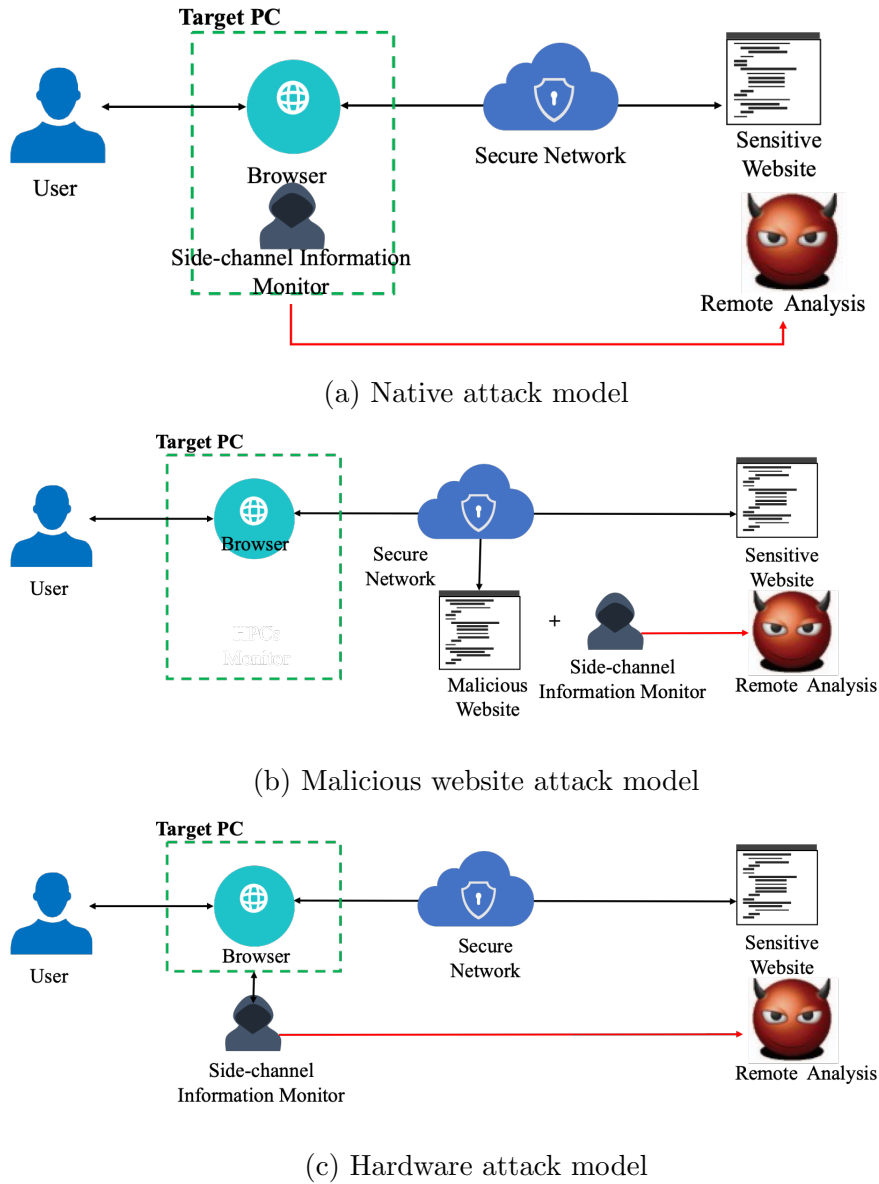 Target PC
User
Browser
Secure Network
Sensitive
Website
Side-channel Information
Monitor
Remote Analysis
(a) Native attack model
Target PC
User
Browser
Secure
Network
Sensitive
Website
HPCs
Monitor
+
Malicious
Website
Side-channel
Information Monitor
Remote Analysis
(b) Malicious website attack model
Target PC
User
Browser
Secure
Network
Sensitive
Website
Side-channel
Information Monitor
Remote Analysis
(c) Hardware attack model